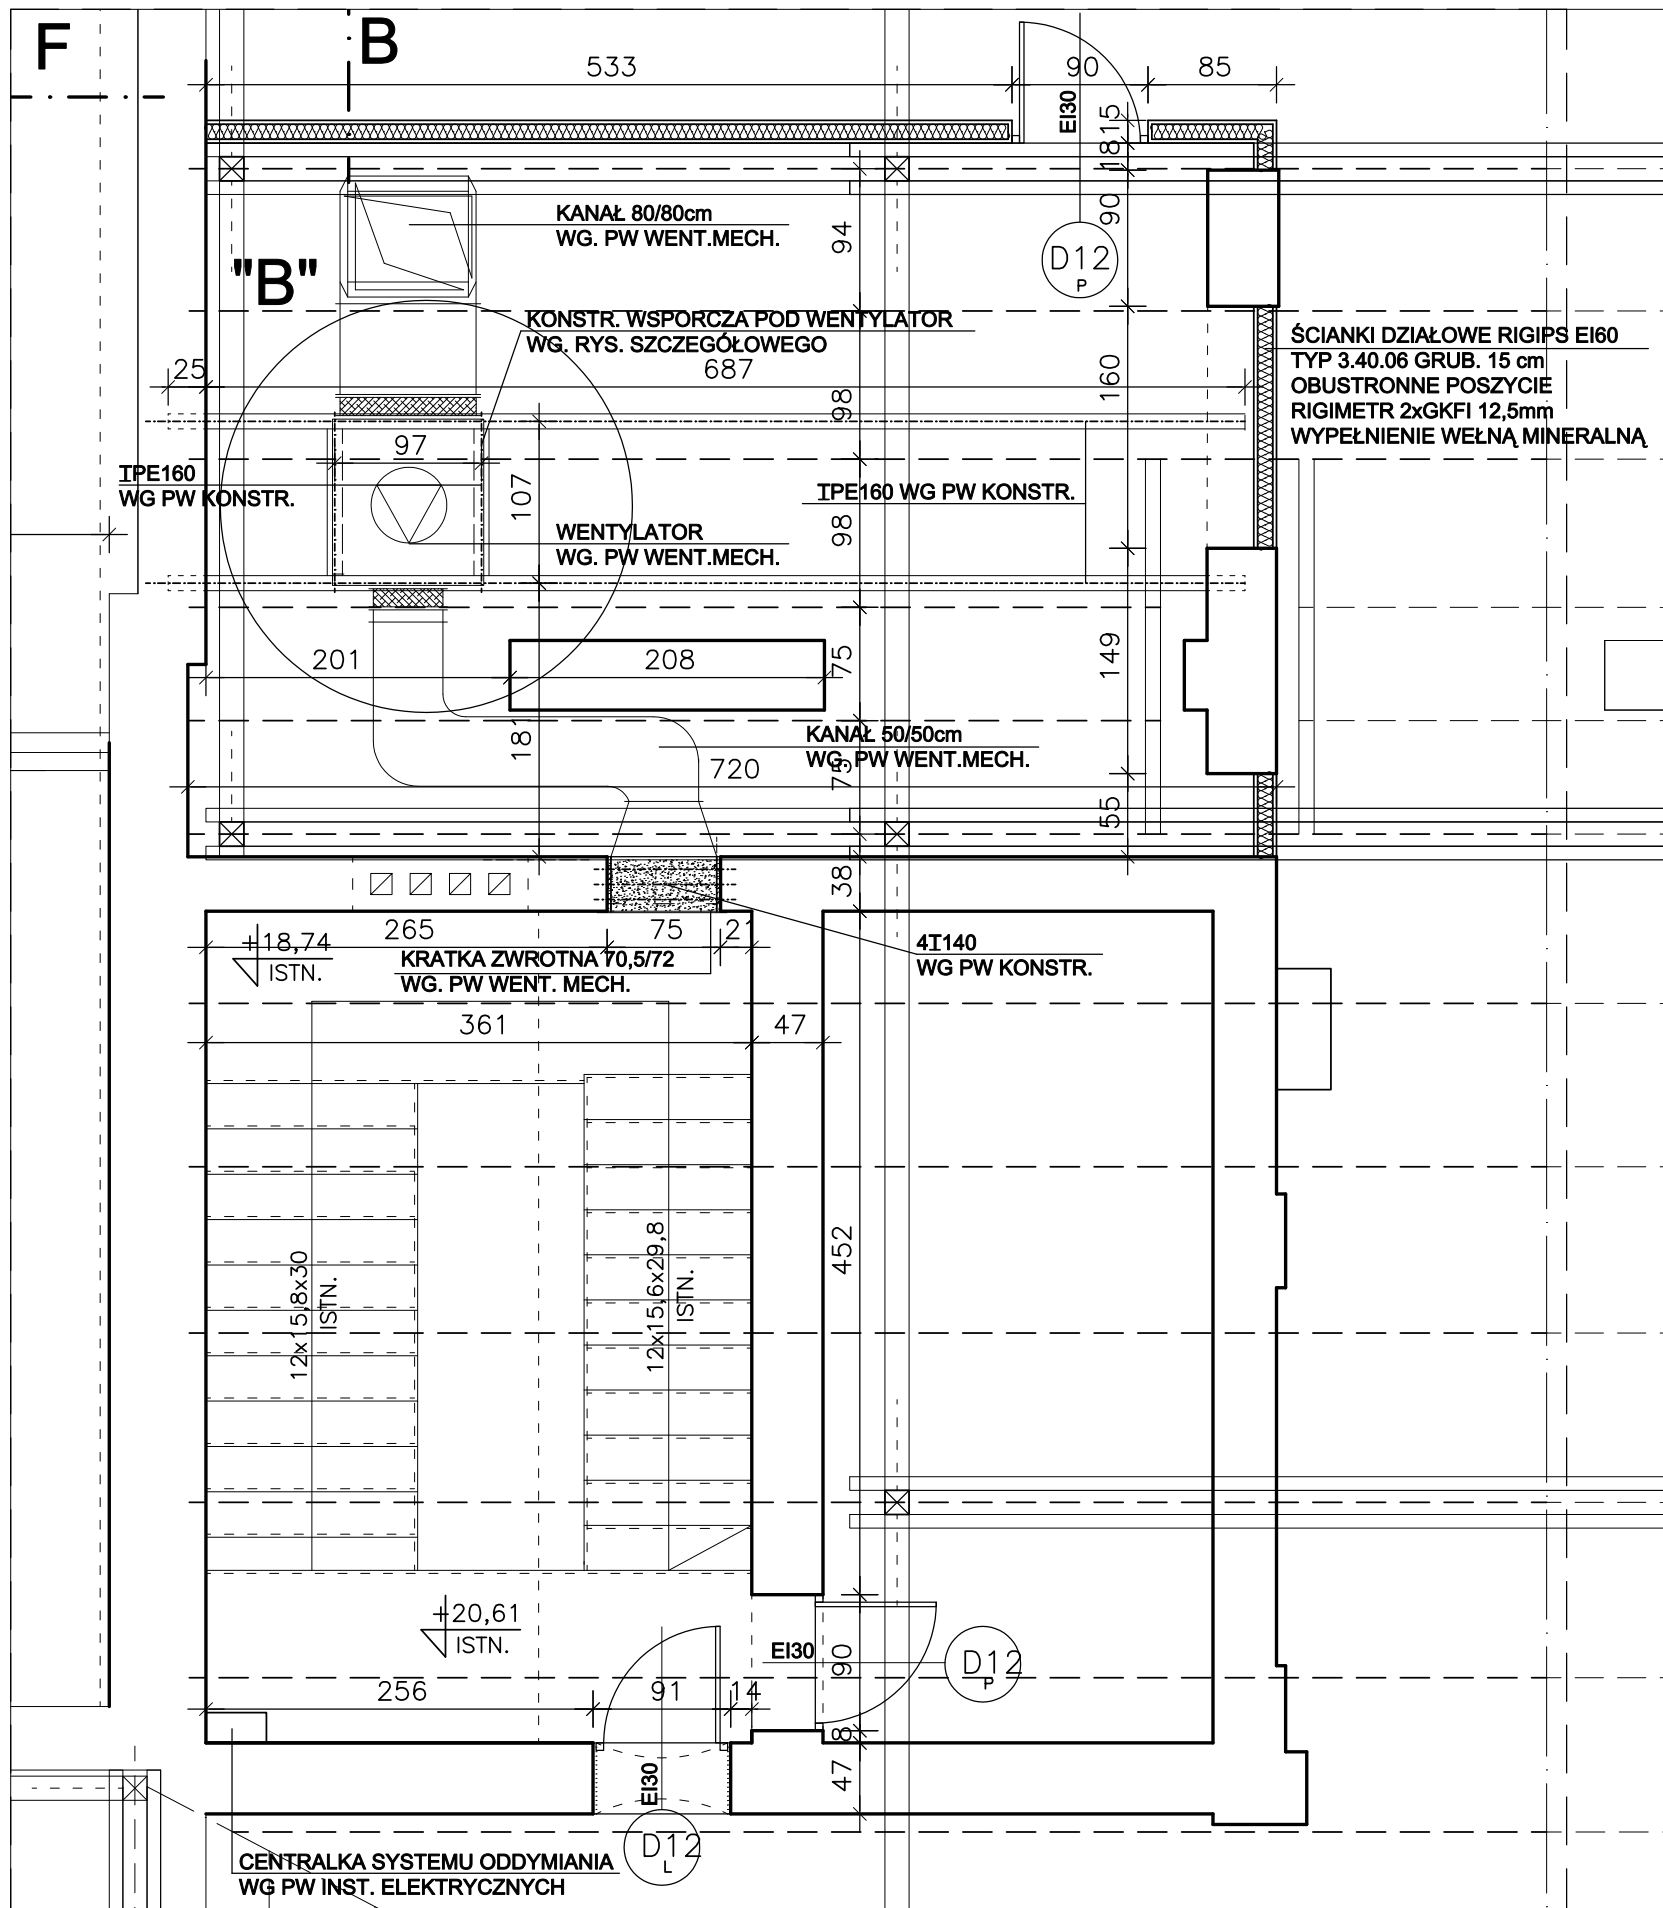 F
B
533
90
85
EI30
15
18
KANAŁ 80/80cm
WG. PW WENT.MECH.
94
90
D12
P
"B"
KONSTR. WSPORCZA POD WENTYLATOR
WG. RYS. SZCZEGÓŁOWEGO
ŚCIANKI DZIAŁOWE RIGIPS EI60
TYP 3.40.06 GRUB. 15 cm
OBUSTRONNE POSZYCIE
RIGIMETR 2xGKFI 12,5mm
WYPEŁNIENIE WEŁNĄ MINERALNĄ
25
687
160
98
97
IPE160
WG PW KONSTR.
107
IPE160 WG PW KONSTR.
WENTYLATOR
WG. PW WENT.MECH.
98
201
208
75
149
181
KANAŁ 50/50cm
WG. PW WENT.MECH.
720
75
55
38
265
75
21
+18,74
ISTN.
KRATKA ZWROTNA 70,5/72
WG. PW WENT. MECH.
4I140
WG PW KONSTR.
361
47
452
12x15,8x30
ISTN.
12x15,6x29,8
ISTN.
+20,61
ISTN.
EI30
90
D12
P
256
91
14
8
47
EI30
D12
L
CENTRALKA SYSTEMU ODDYMIANIA
WG PW INST. ELEKTRYCZNYCH